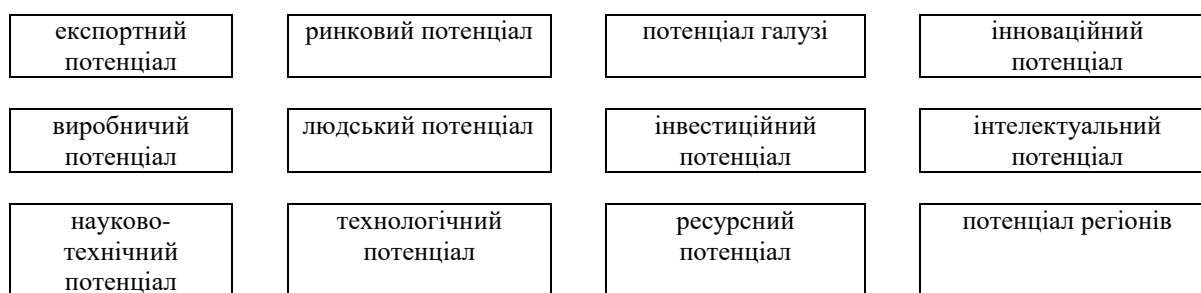 експортний
потенціал
ринковий потенціал
потенціал галузі
інноваційний
потенціал
виробничий
потенціал
людський потенціал
інвестиційний
потенціал
інтелектуальний
потенціал
науково-
технічний
потенціал
технологічний
потенціал
ресурсний
потенціал
потенціал регіонів